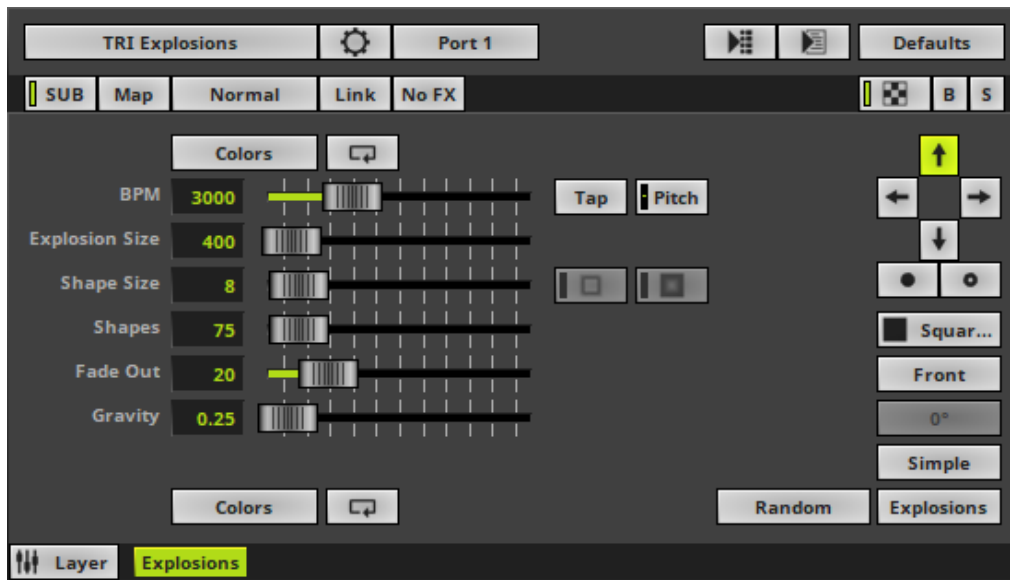 TRI Explosions Port 1 Defaults
SUB Map Normal Link No FX B S
Colors
BPM 3000 Tap Pitch
Explosion Size 400
Shape Size 8
Shapes 75 Squar...
Fade Out 20 Front
Gravity 0.25 0°
Simple
Colors Random Explosions
Layer Explosions